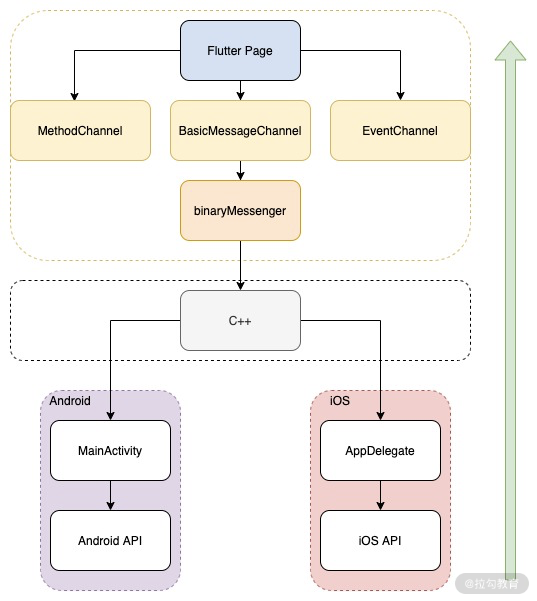 Flutter Page
MethodChannel
BasicMessageChannel
EventChannel
binaryMessenger
C++
Android
iOS
MainActivity
AppDelegate
Android API
iOS API
@拉勾教育